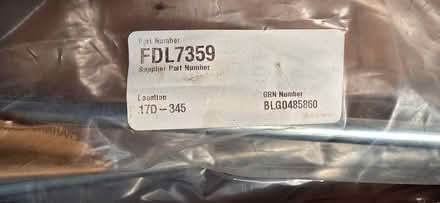 Part Number
FDL7359
Supplier Part Number
Location
17D-345
GRN Number
BLG0485860